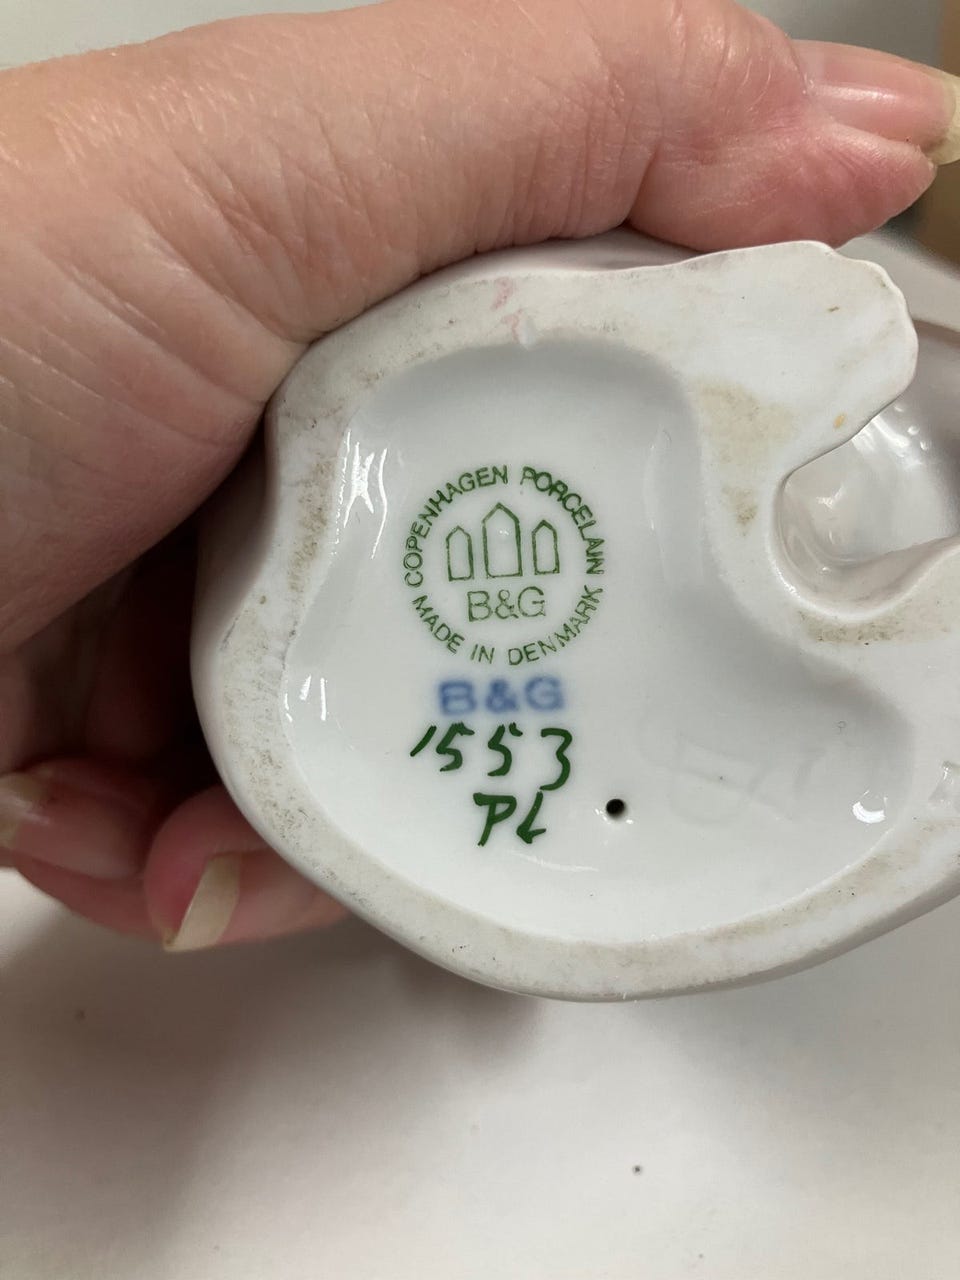 COPENHAGEN PORCELAIN
B&G
MADE IN DENMARK
B&G
1553
PL